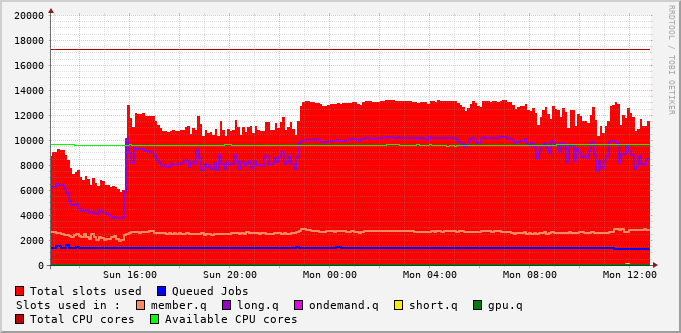 RRDTOOL / TOBI OETIKER
20000
18000
16000
14000
12000
10000
8000
6000
4000
2000
0
Sun 16:00 Sun 20:00 Mon 00:00 Mon 04:00 Mon 08:00 Mon 12:00
Total slots used Queued Jobs
Slots used in : member.q long.q ondemand.q short.q gpu.q
Total CPU cores Available CPU cores